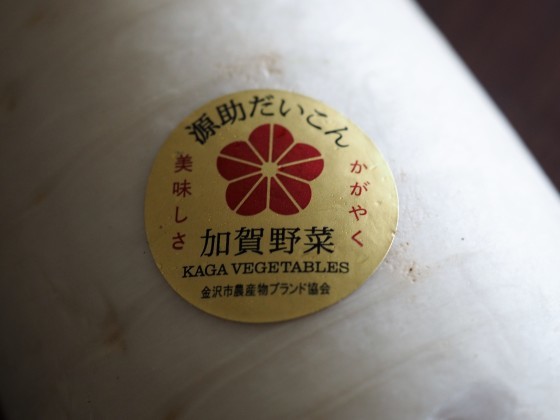 源助だいこん
かがやく
美味しさ
加賀野菜
KAGA VEGETABLES
金沢市農産物ブランド協会